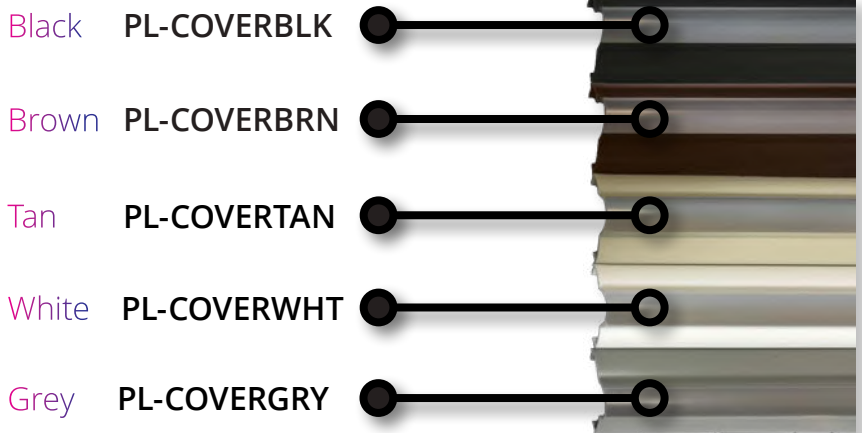 Black PL-COVERBLK
Brown PL-COVERBRN
Tan PL-COVERTAN
White PL-COVERWHT
Grey PL-COVERGRY